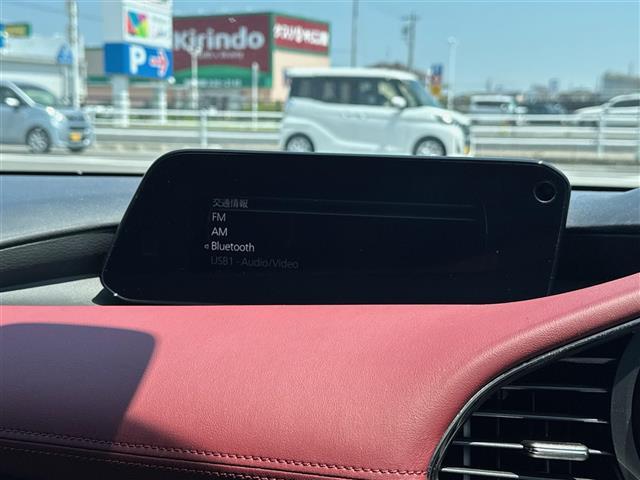 Kirindo
P→
交通情報
FM
AM
Bluetooth
USB1 - Audio/Video